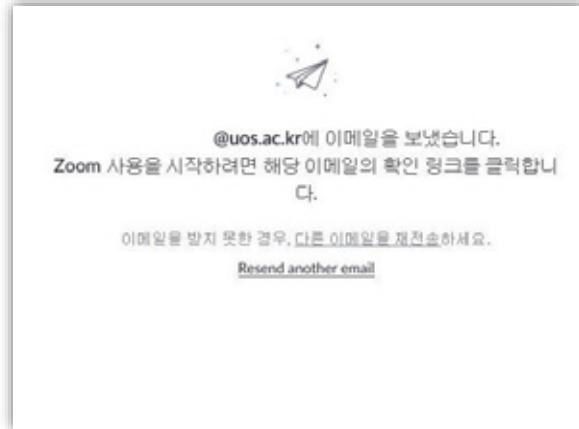 @uos.ac.kr에 이메일을 보냈습니다.
Zoom 사용을 시작하려면 해당 이메일의 확인 링크를 클릭합니
다.
이메일을 받지 못한 경우, 다른 이메일을 재전송하세요.
Resend another email